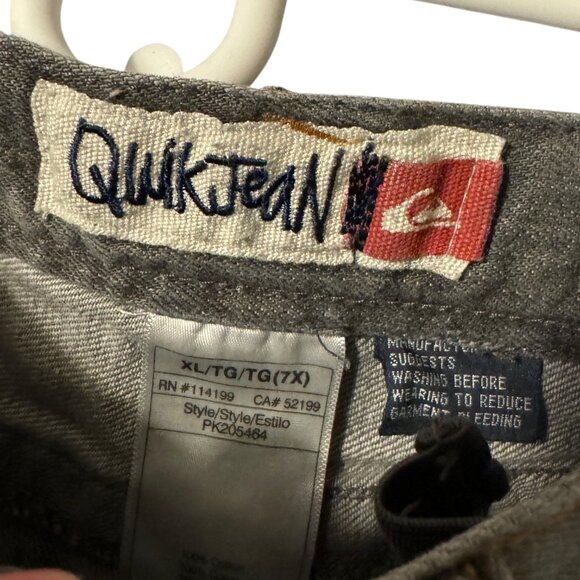 QuikJeaN
XL/TG/TG(7X)
RN #114199 CA# 52199
Style/Style/Estilo
PK205464
SUGGESTS
WASHING BEFORE
WEARING TO REDUCE
GARMENT BLEEDING